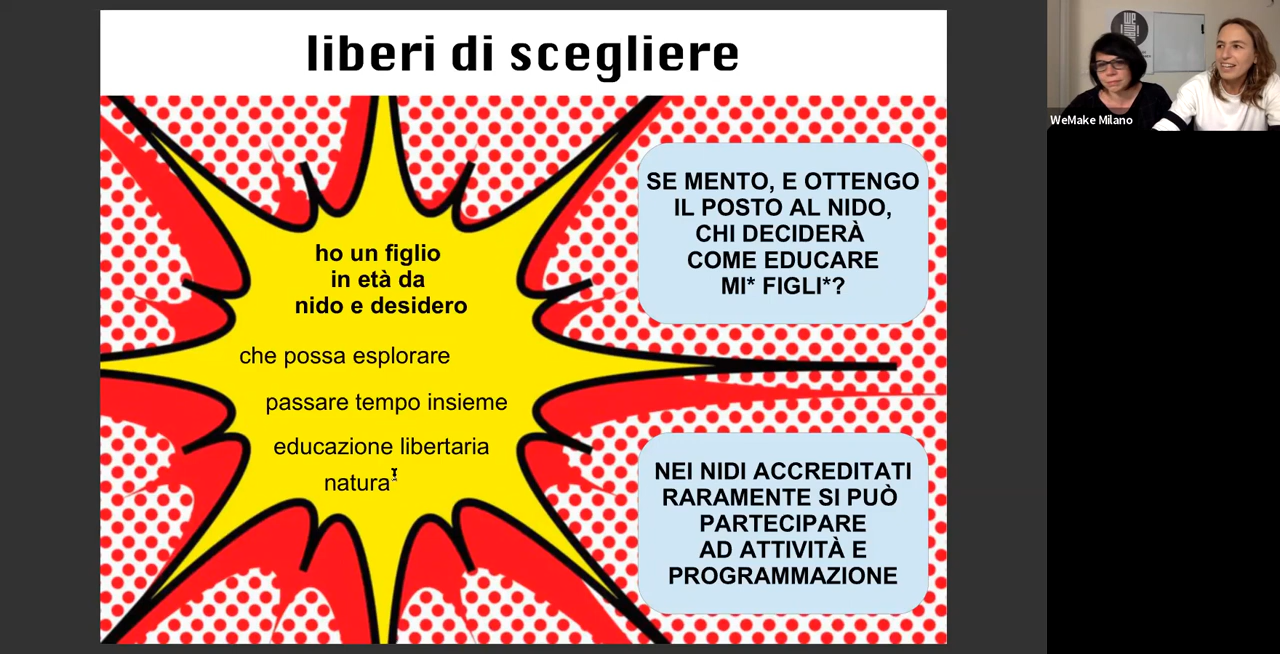 liberi di scegliere
ho un figlio
in età da
nido e desidero
che possa esplorare
passare tempo insieme
educazione libertaria
natura
SE MENTO, E OTTENGO
IL POSTO AL NIDO,
CHI DECIDERÀ
COME EDUCARE
MI* FIGLI*?
NEI NIDI ACCREDITATI
RARAMENTE SI PUÒ
PARTECIPARE
AD ATTIVITÀ E
PROGRAMMAZIONE
WeMake Milano